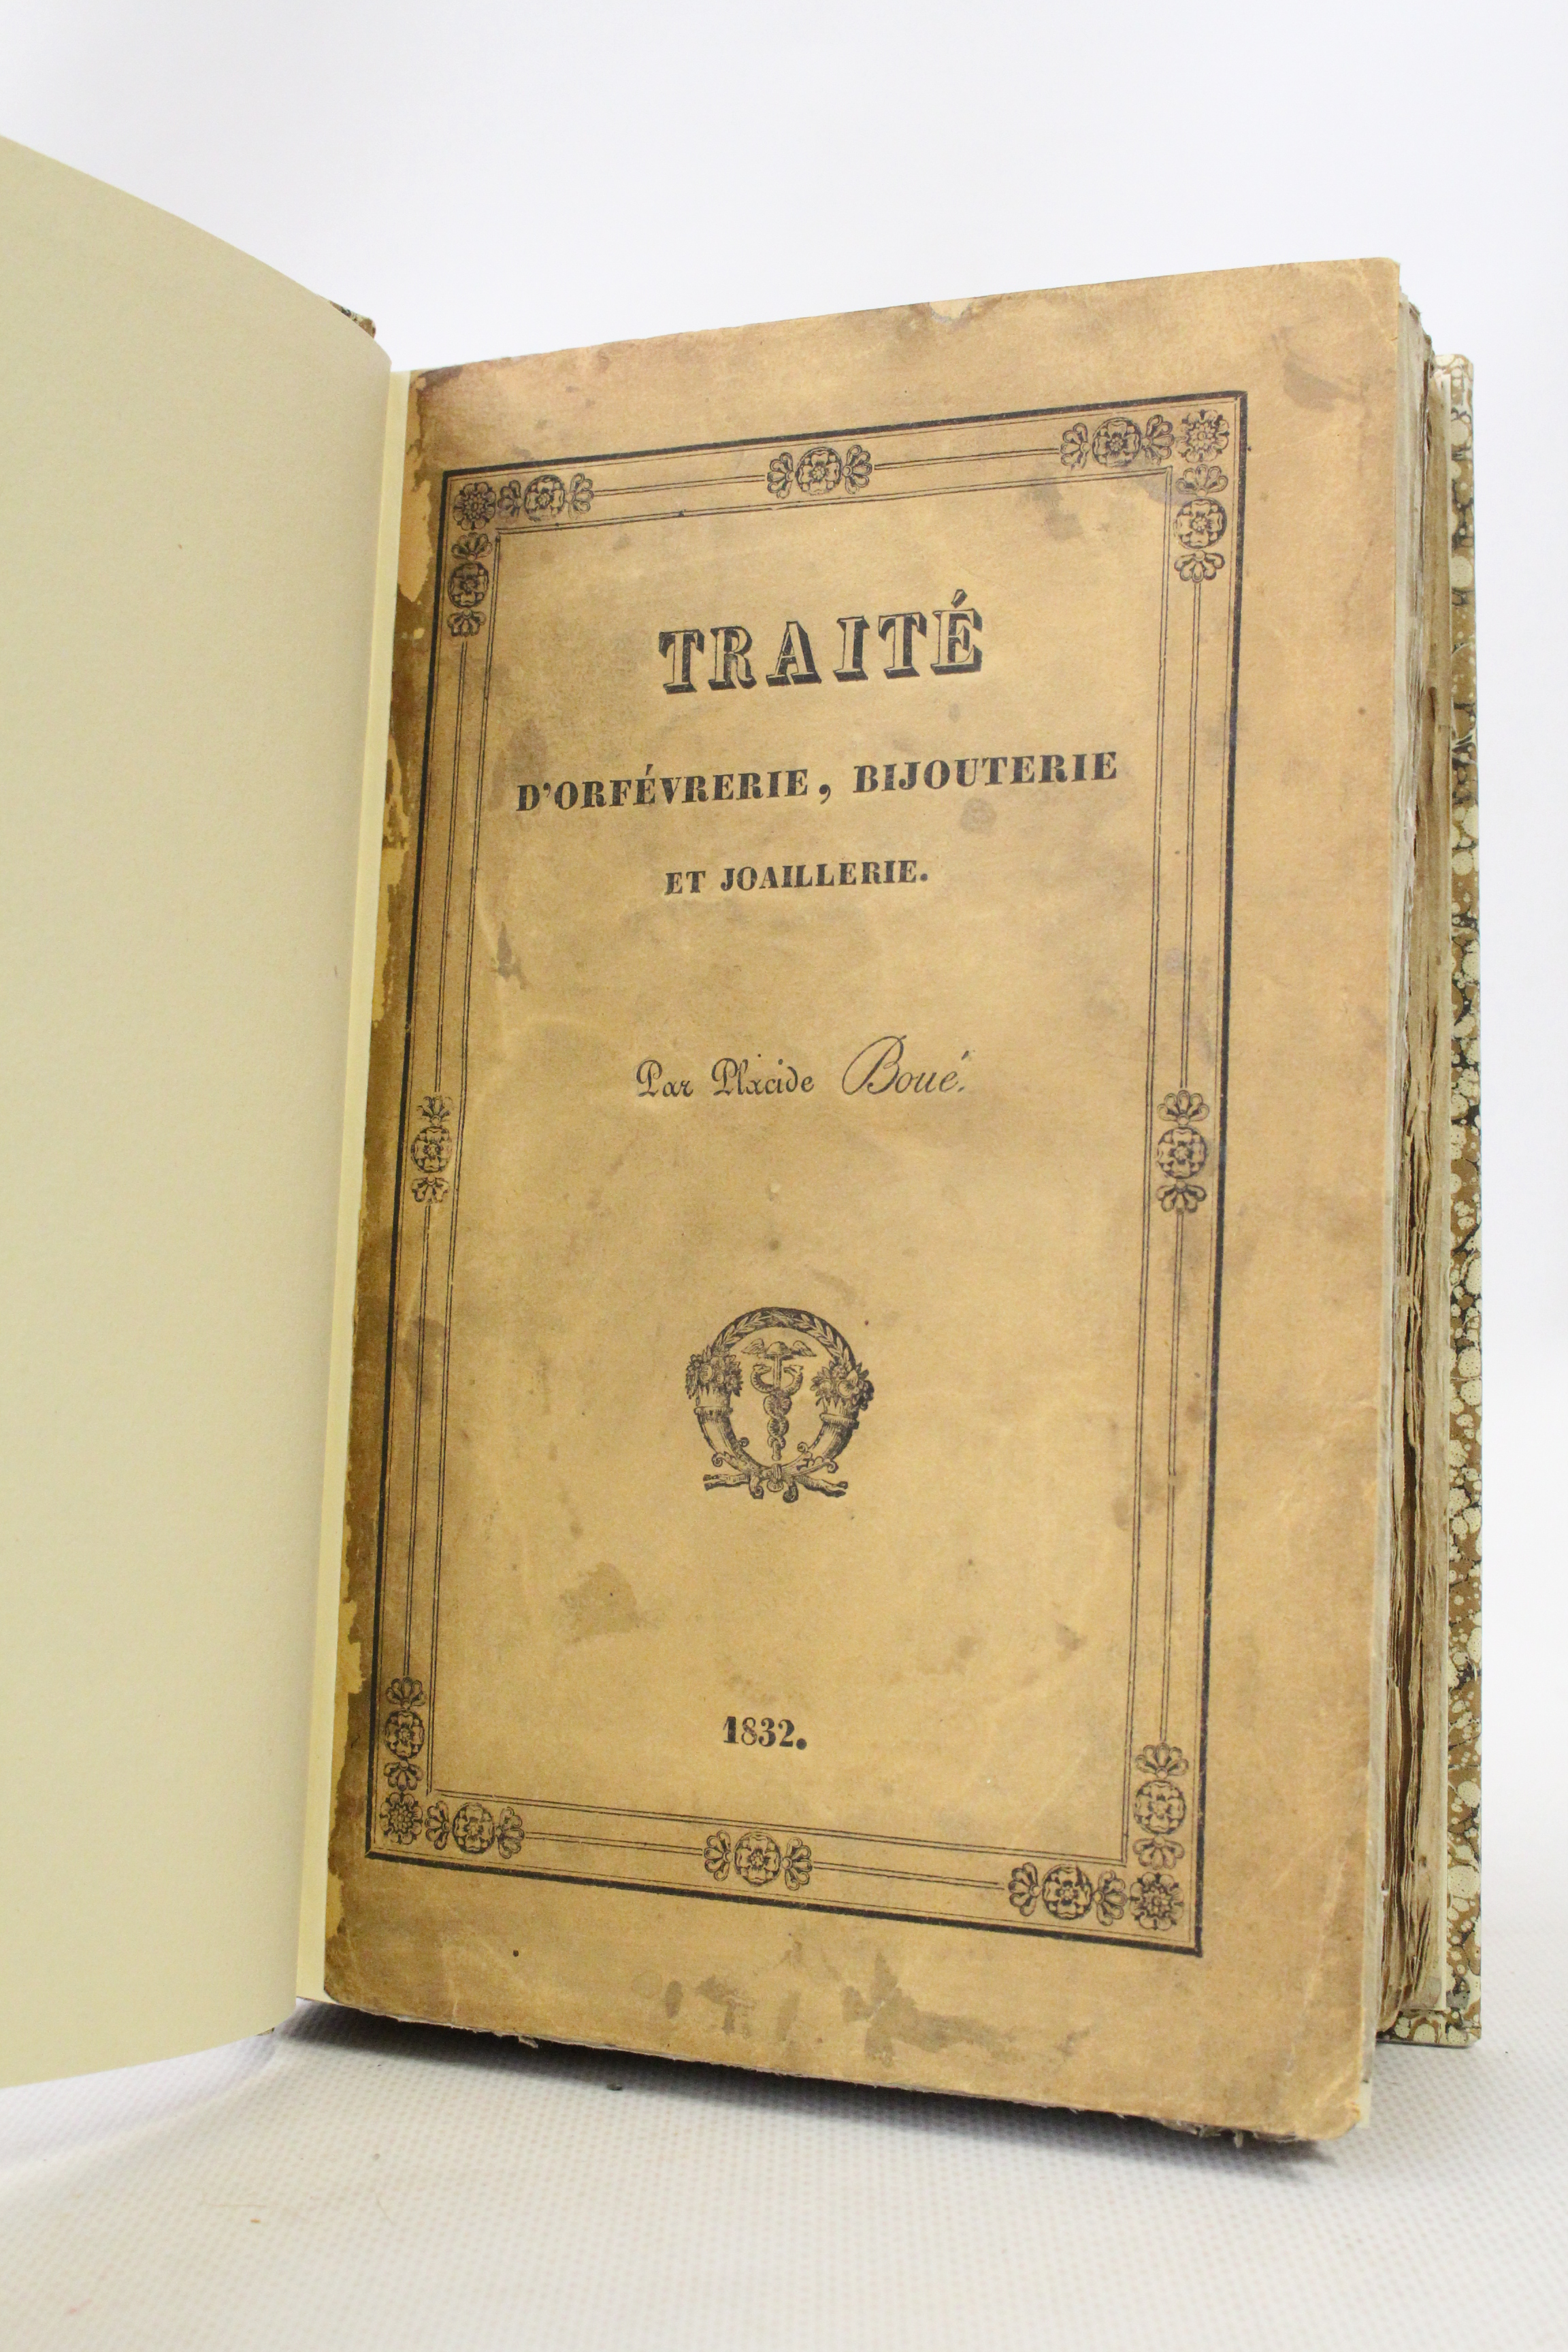 TRAITÉ
D'ORFÉVRERIE, BIJOUTERIE
ET JOAILLERIE.
Par Placide Boué.
1832.